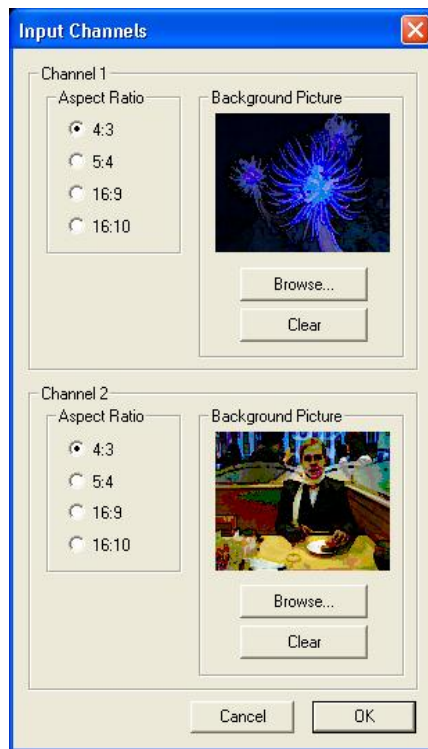 Input Channels
Channel 1
Aspect Ratio
4:3
5:4
16:9
16:10
Background Picture
Browse...
Clear
Channel 2
Aspect Ratio
4:3
5:4
16:9
16:10
Background Picture
Browse...
Clear
Cancel
OK